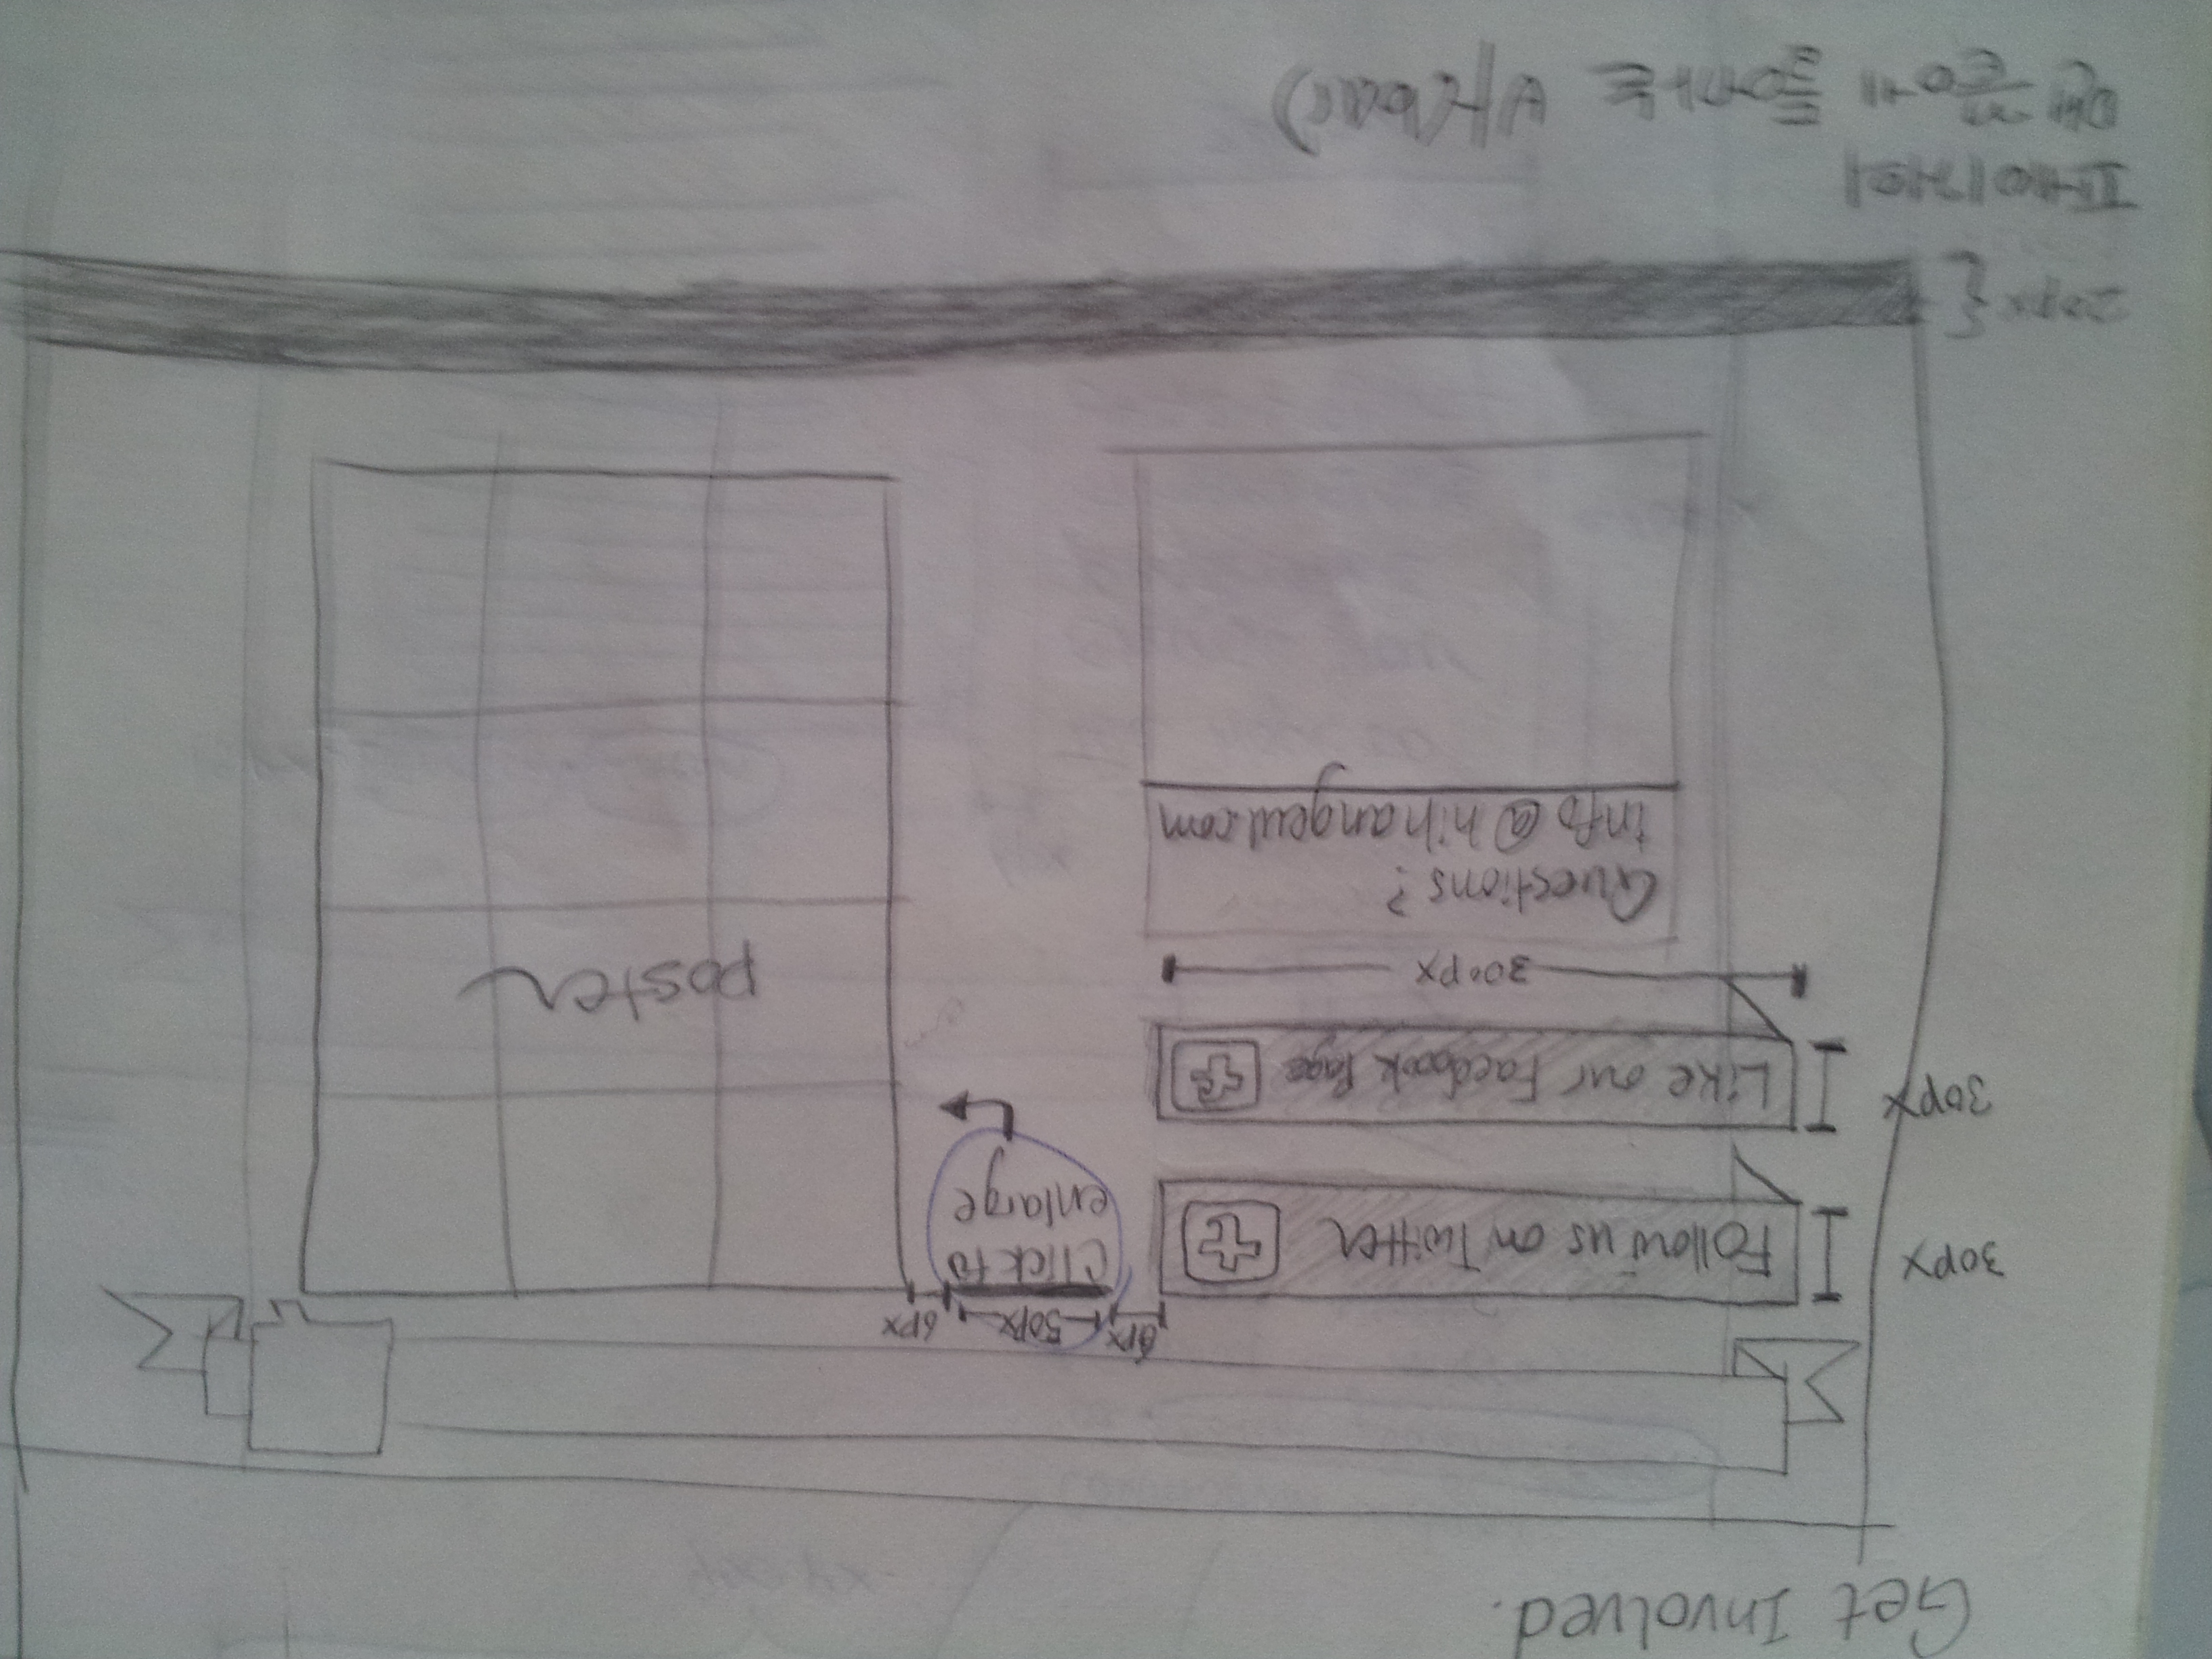 Get Involved.
6px 50px 6px
30px
Follow us on Twitter t
Click to
enlarge
30px
Like our Facebook Page f
300px
poster
Questions?
info@hihangeul.com
20px
페이지의
맨 끝에 들어가는 바(bar)